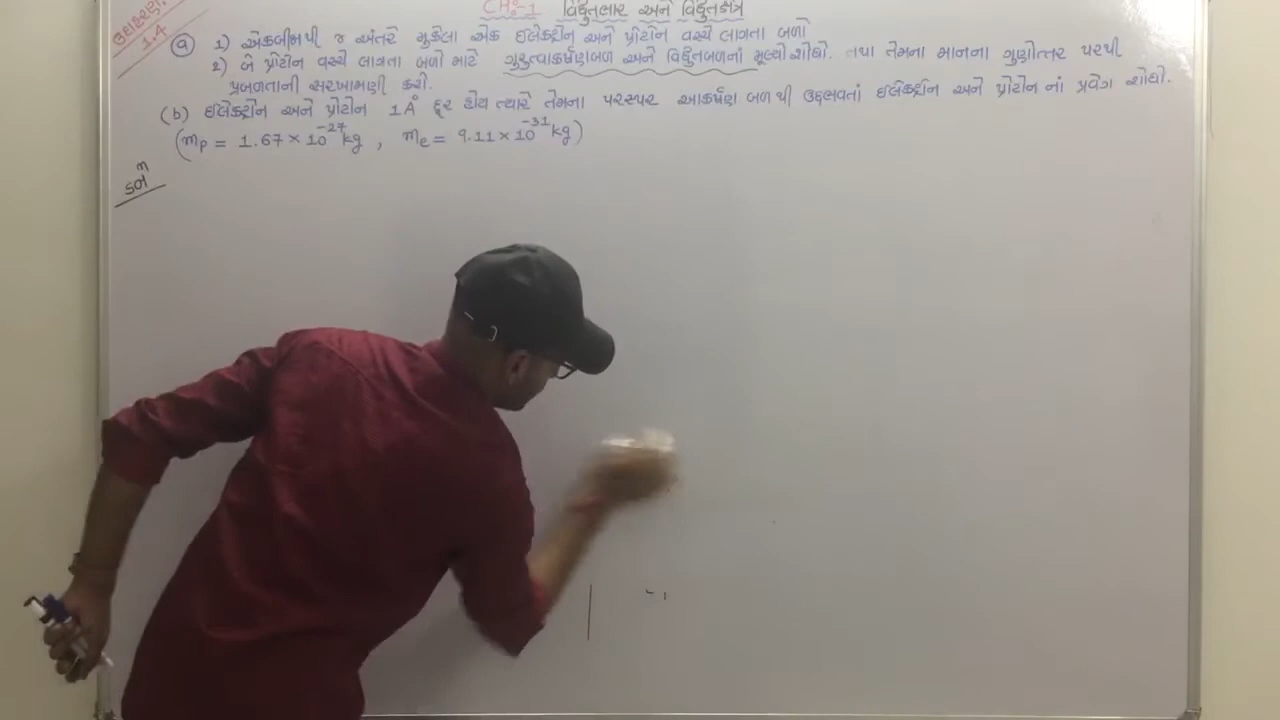 CH:-1 વિદ્યુતભાર અને વિદ્યુતક્ષેત્ર
ઉદાહરણ
1.4
(a) 1) એકબીજાથી r અંતરે મુકેલા એક ઇલેક્ટ્રોન અને પ્રોટોન વચ્ચે લાગતા બળો
2) બે પ્રોટોન વચ્ચે લાગતા બળો માટે ગુરુત્વાકર્ષણબળ અને વિદ્યુતબળનાં મૂલ્યો શોધો. તથા તેમના માનના ગુણોત્તર પરથી
પ્રબળતાની સરખામણી કરો.
(b) ઇલેક્ટ્રોન અને પ્રોટોન 1Å દૂર હોય ત્યારે તેમના પરસ્પર આકર્ષણ બળથી ઉદ્દભવતાં ઇલેક્ટ્રોન અને પ્રોટોન નાં પ્રવેગ શોધો.
(mp = 1.67 × 10^-27 kg , me = 9.11 × 10^-31 kg)